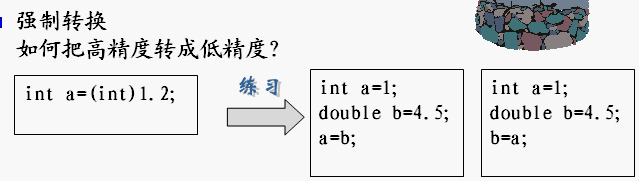 强制转换
如何把高精度转成低精度?
int a=(int)1.2;
练习
int a=1;
double b=4.5;
a=b;
int a=1;
double b=4.5;
b=a;